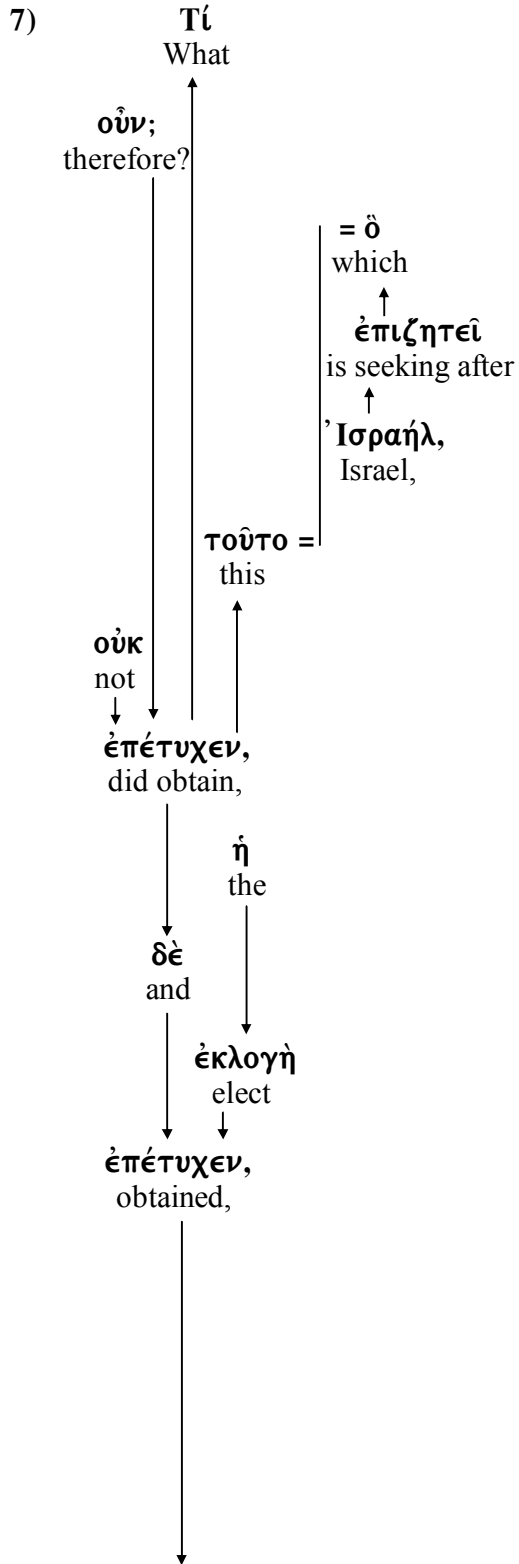 7) Τί
What
οὖν;
therefore?
= ὃ
which
ἐπιζητεῖ
is seeking after
Ἰσραήλ,
Israel,
τοῦτο =
this
οὐκ
not
ἐπέτυχεν,
did obtain,
ἡ
the
δὲ
and
ἐκλογὴ
elect
ἐπέτυχεν,
obtained,